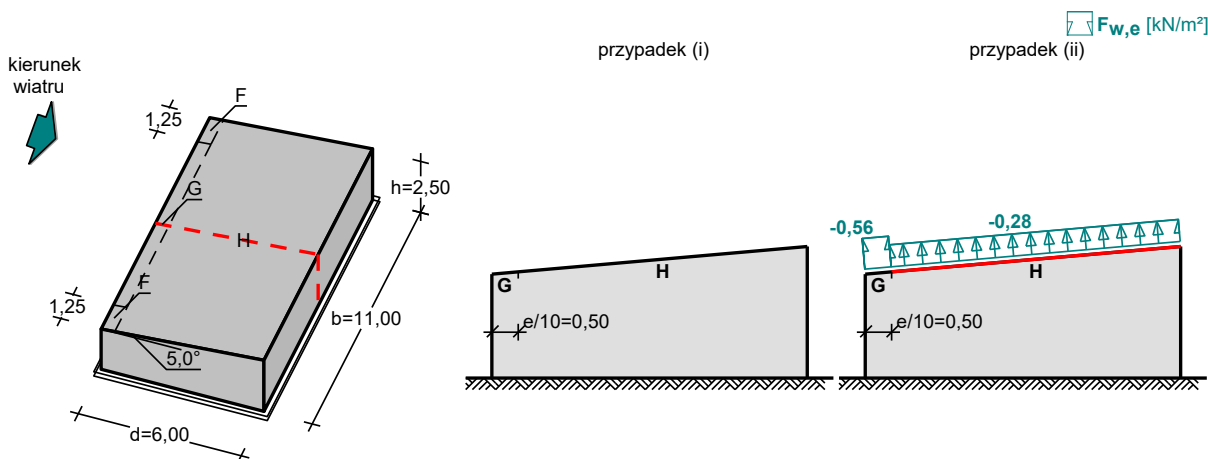 Fw,e [kN/m²]
przypadek (i)
przypadek (ii)
kierunek
wiatru
F
1,25
G
H
h=2,50
F
1,25
b=11,00
5,0°
d=6,00
G
H
e/10=0,50
-0,56
-0,28
G
H
e/10=0,50